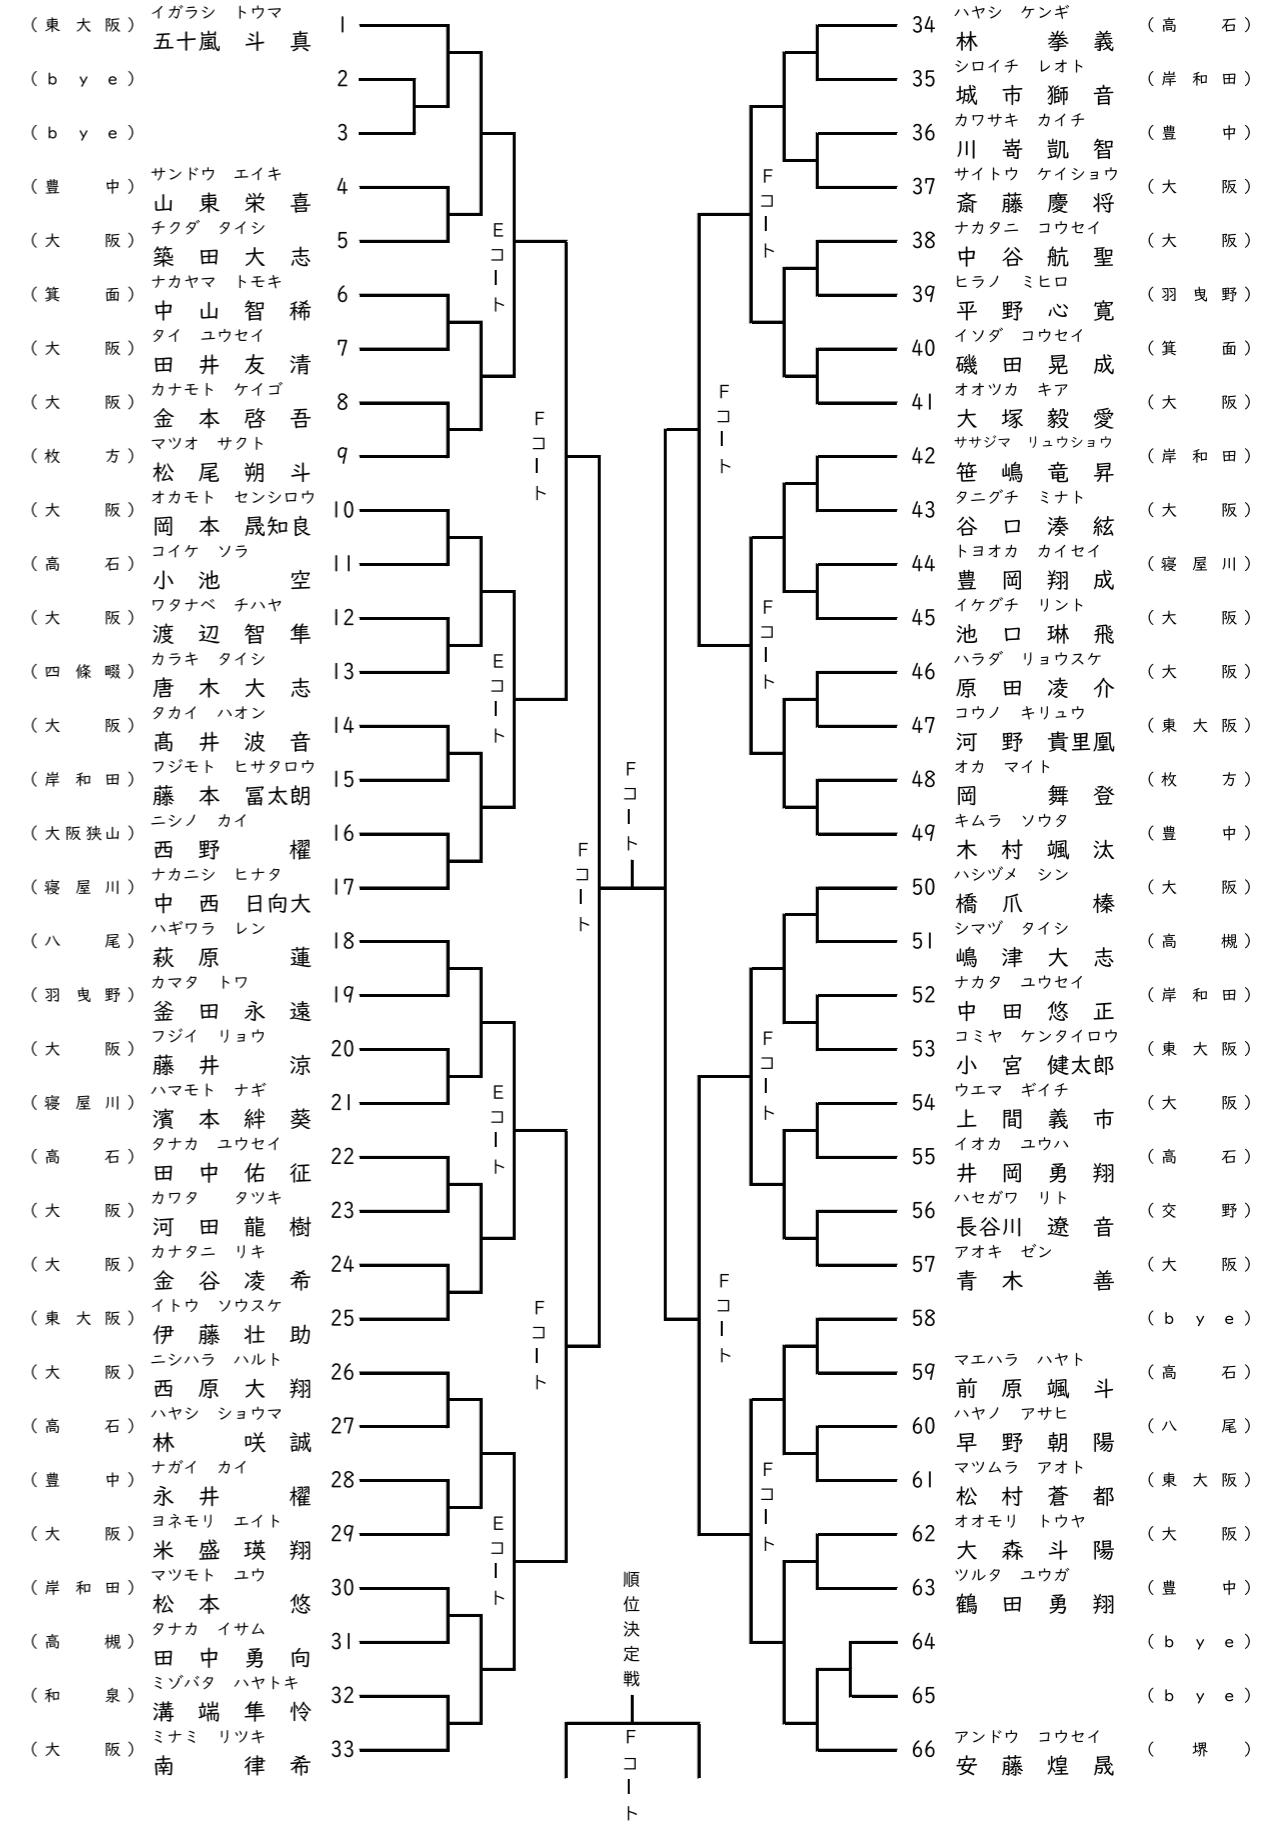 イガラシ　トウマ
（東大阪）　五十嵐　斗　真　1
（ｂｙｅ）　2
（ｂｙｅ）　3
サンドウ　エイキ
（豊　中）　山　東　栄　喜　4
チクダ　タイシ
（大　阪）　築　田　大　志　5
ナカヤマ　トモキ
（箕　面）　中　山　智　稀　6
タイ　ユウセイ
（大　阪）　田　井　友　清　7
カナモト　ケイゴ
（大　阪）　金　本　啓　吾　8
マツオ　サクト
（枚　方）　松　尾　朔　斗　9
オカモト　センシロウ
（大　阪）　岡　本　晟知良　10
コイケ　ソラ
（高　石）　小　池　　空　11
ワタナベ　チハヤ
（大　阪）　渡　辺　智　隼　12
カラキ　タイシ
（四條畷）　唐　木　大　志　13
タカイ　ハオン
（大　阪）　髙　井　波　音　14
フジモト　ヒサタロウ
（岸和田）　藤　本　冨太朗　15
ニシノ　カイ
（大阪狭山）　西　野　　櫂　16
ナカニシ　ヒナタ
（寝屋川）　中　西　日向大　17
ハギワラ　レン
（八　尾）　萩　原　　蓮　18
カマタ　トワ
（羽曳野）　釜　田　永　遠　19
フジイ　リョウ
（大　阪）　藤　井　　涼　20
ハマモト　ナギ
（寝屋川）　濱　本　絆　葵　21
タナカ　ユウセイ
（高　石）　田　中　佑　征　22
カワタ　タツキ
（大　阪）　河　田　龍　樹　23
カナタニ　リキ
（大　阪）　金　谷　凌　希　24
イトウ　ソウスケ
（東大阪）　伊　藤　壮　助　25
ニシハラ　ハルト
（大　阪）　西　原　大　翔　26
ハヤシ　ショウマ
（高　石）　林　　咲　誠　27
ナガイ　カイ
（豊　中）　永　井　　櫂　28
ヨネモリ　エイト
（大　阪）　米　盛　瑛　翔　29
マツモト　ユウ
（岸和田）　松　本　　悠　30
タナカ　イサム
（高　槻）　田　中　勇　向　31
ミゾバタ　ハヤトキ
（和　泉）　溝　端　隼　怜　32
ミナミ　リツキ
（大　阪）　南　　律　希　33
Ｅコート
Ｅコート
Ｅコート
Ｅコート
Ｆコート
Ｆコート
Ｆコート
Ｆコート
順位決定戦
Ｆコート
Ｆコート
Ｆコート
Ｆコート
Ｆコート
Ｆコート
Ｆコート
ハヤシ　ケンギ
34　林　　拳　義　（高　石）
シロイチ　レオト
35　城　市　獅　音　（岸和田）
カワサキ　カイチ
36　川　嵜　凱　智　（豊　中）
サイトウ　ケイショウ
37　斎　藤　慶　将　（大　阪）
ナカタニ　コウセイ
38　中　谷　航　聖　（大　阪）
ヒラノ　ミヒロ
39　平　野　心　寛　（羽曳野）
イソダ　コウセイ
40　磯　田　晃　成　（箕　面）
オオツカ　キア
41　大　塚　毅　愛　（大　阪）
ササジマ　リュウショウ
42　笹　嶋　竜　昇　（岸和田）
タニグチ　ミナト
43　谷　口　湊　絃　（大　阪）
トヨオカ　カイセイ
44　豊　岡　翔　成　（寝屋川）
イケグチ　リント
45　池　口　琳　飛　（大　阪）
ハラダ　リョウスケ
46　原　田　凌　介　（大　阪）
コウノ　キリュウ
47　河　野　貴里凰　（東大阪）
オカ　マイト
48　岡　　舞　登　（枚　方）
キムラ　ソウタ
49　木　村　颯　汰　（豊　中）
ハシヅメ　シン
50　橋　爪　　榛　（大　阪）
シマヅ　タイシ
51　嶋　津　大　志　（高　槻）
ナカタ　ユウセイ
52　中　田　悠　正　（岸和田）
コミヤ　ケンタイロウ
53　小　宮　健太郎　（東大阪）
ウエマ　ギイチ
54　上　間　義　市　（大　阪）
イオカ　ユウハ
55　井　岡　勇　翔　（高　石）
ハセガワ　リト
56　長谷川　遼　音　（交　野）
アオキ　ゼン
57　青　木　　善　（大　阪）
58　（ｂｙｅ）
マエハラ　ハヤト
59　前　原　颯　斗　（高　石）
ハヤノ　アサヒ
60　早　野　朝　陽　（八　尾）
マツムラ　アオト
61　松　村　蒼　都　（東大阪）
オオモリ　トウヤ
62　大　森　斗　陽　（大　阪）
ツルタ　ユウガ
63　鶴　田　勇　翔　（豊　中）
64　（ｂｙｅ）
65　（ｂｙｅ）
アンドウ　コウセイ
66　安　藤　煌　晟　（堺）